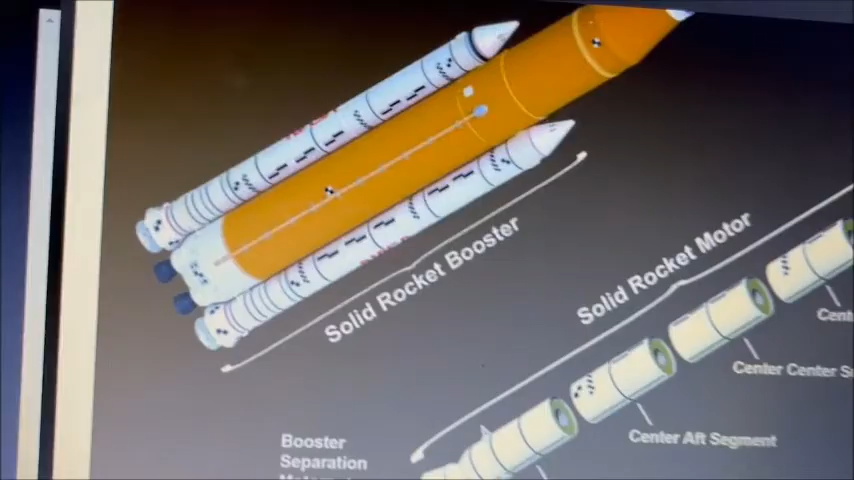 Solid Rocket Booster
Solid Rocket Motor
Center Center
Center Aft Segment
Booster
Separation